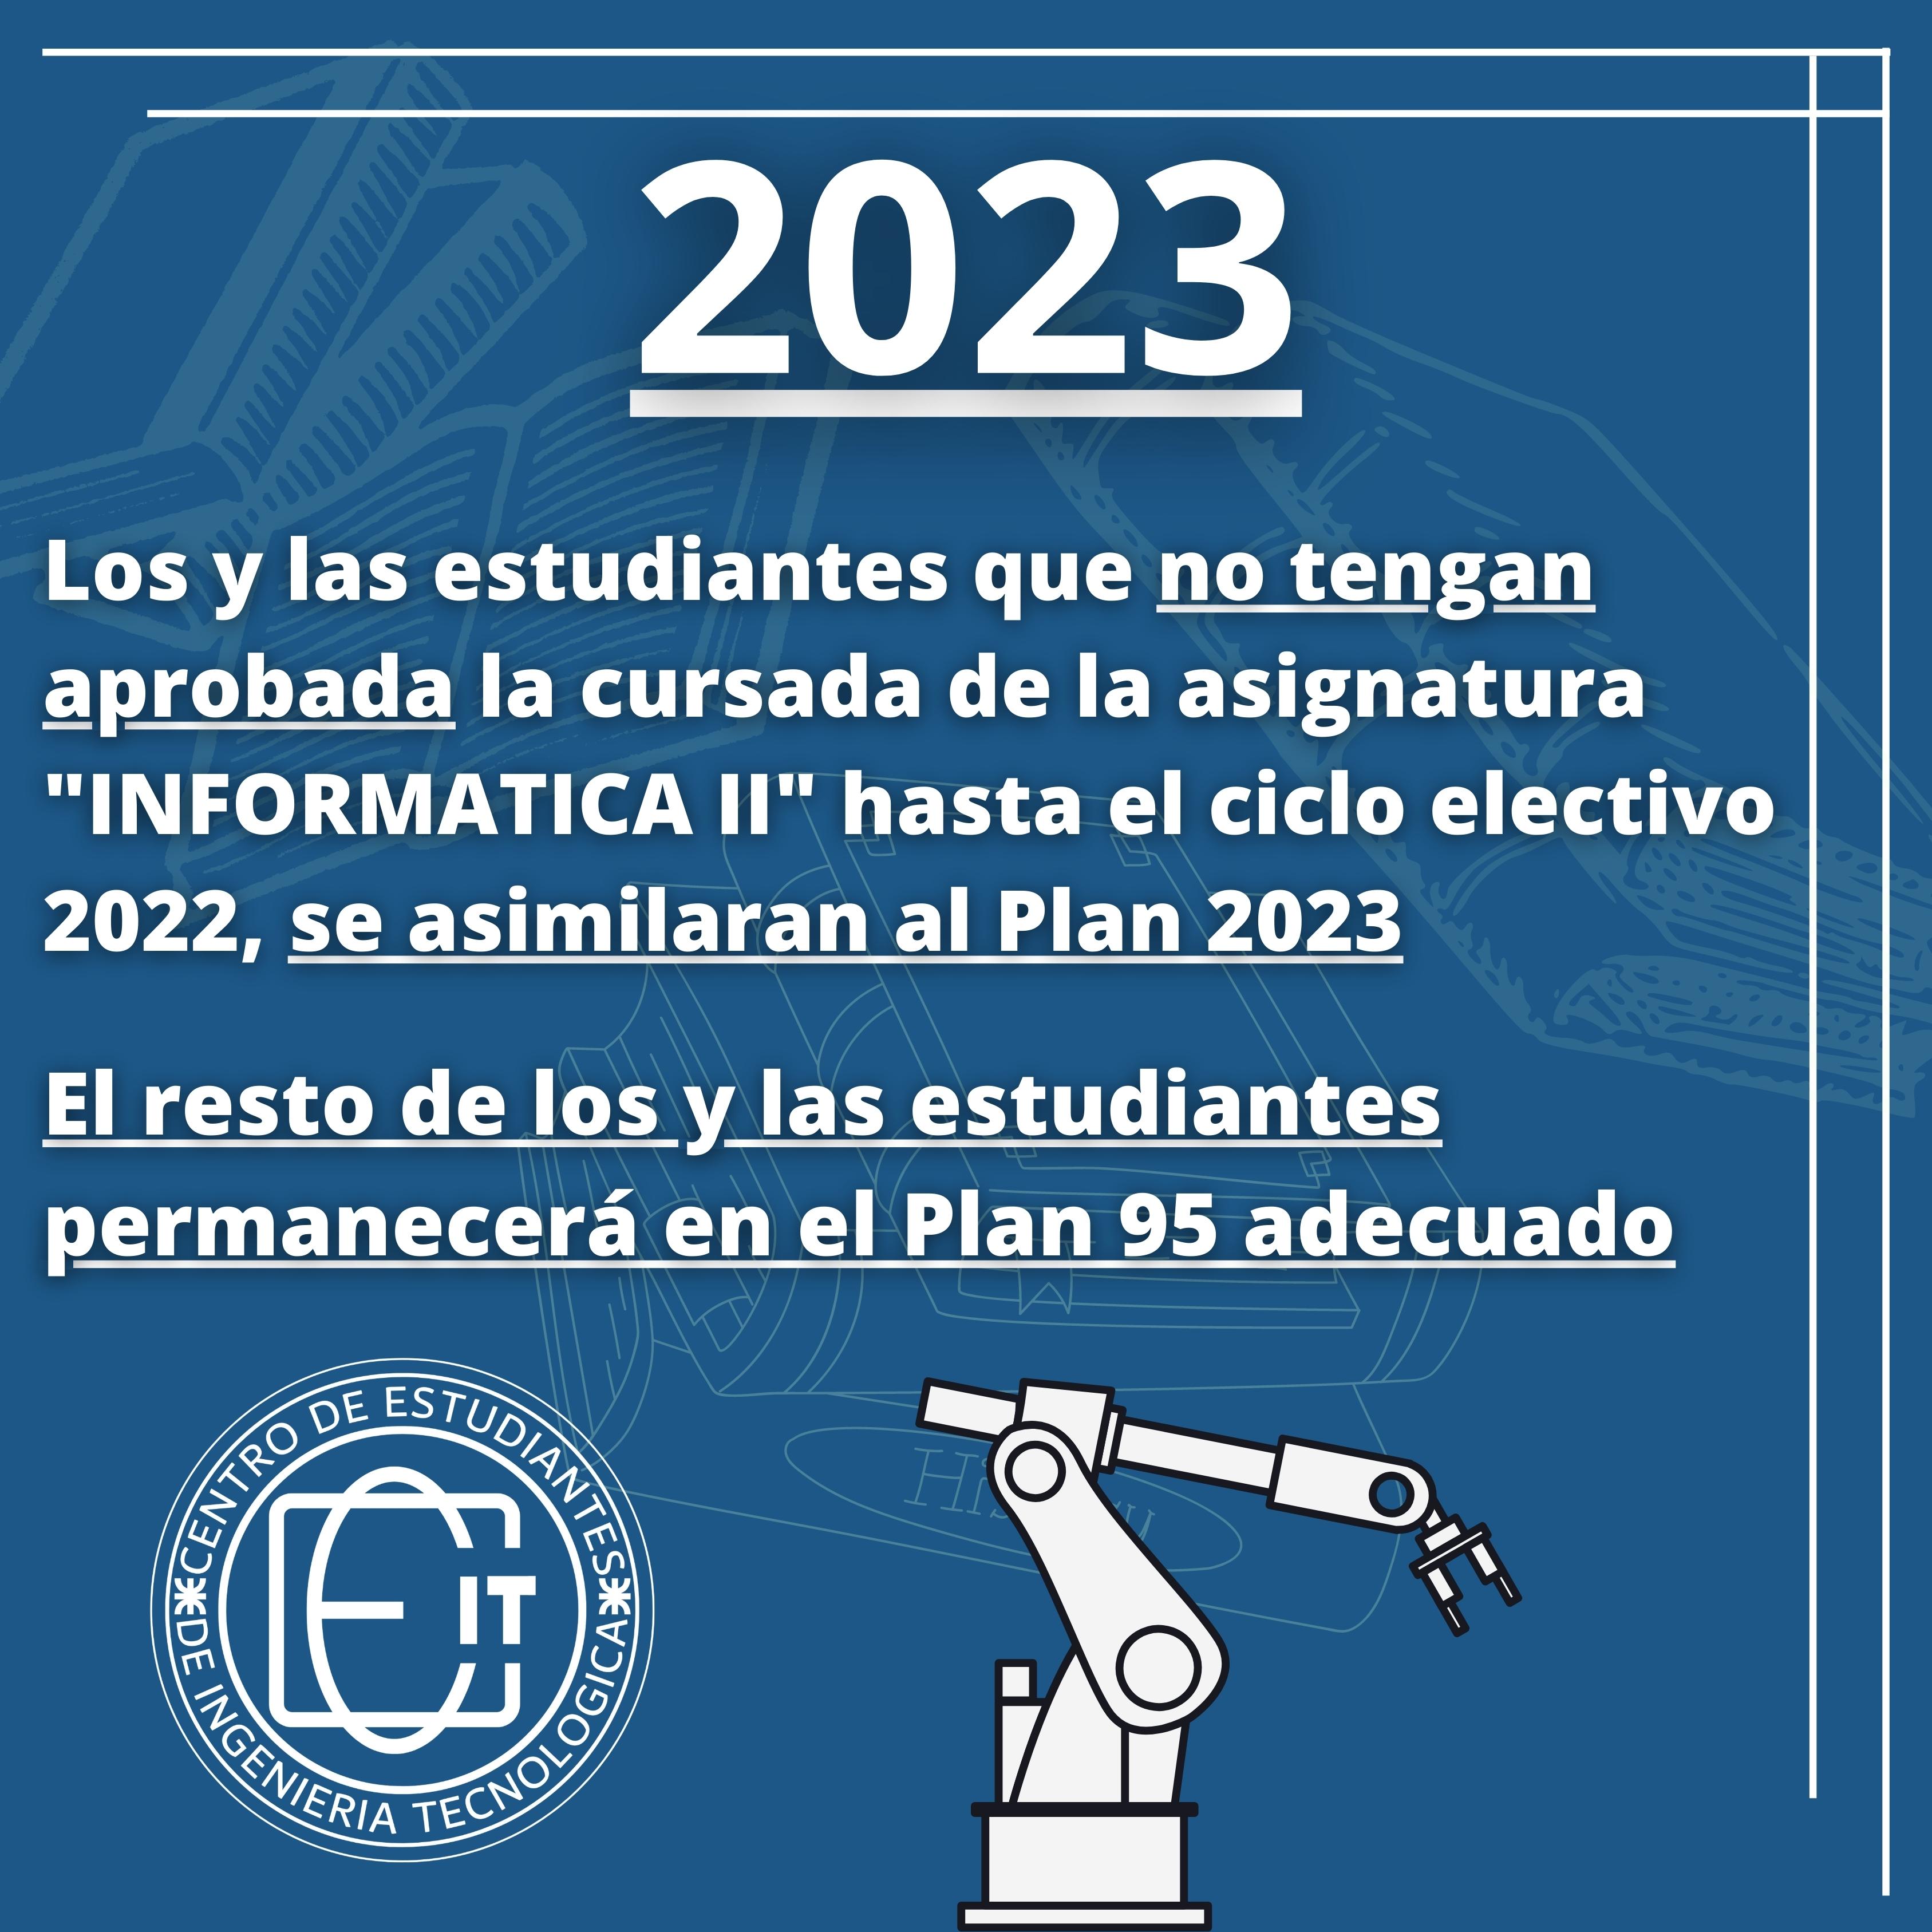 2023
Los y las estudiantes que no tengan
aprobada la cursada de la asignatura
"INFORMATICA II" hasta el ciclo electivo
2022, se asimilaran al Plan 2023
El resto de los y las estudiantes
permanecerá en el Plan 95 adecuado
CENTRO DE ESTUDIANTES
IT
DE INGENIERIA TECNOLOGICA